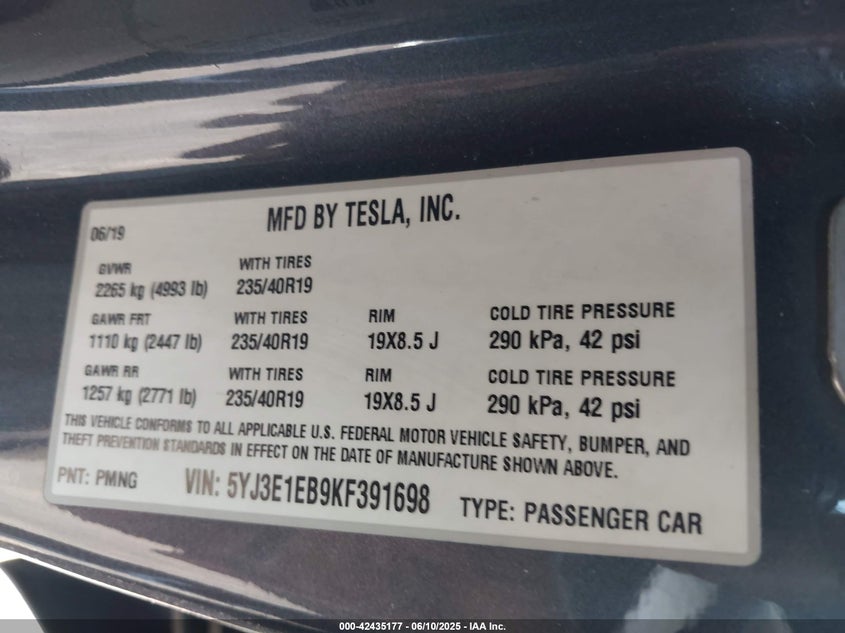 MFD BY TESLA, INC.
06/19
GVWR WITH TIRES
2265 kg (4993 lb) 235/40R19
GAWR FRT WITH TIRES RIM COLD TIRE PRESSURE
1110 kg (2447 lb) 235/40R19 19X8.5 J 290 kPa, 42 psi
GAWR RR WITH TIRES RIM COLD TIRE PRESSURE
1257 kg (2771 lb) 235/40R19 19X8.5 J 290 kPa, 42 psi
THIS VEHICLE CONFORMS TO ALL APPLICABLE U.S. FEDERAL MOTOR VEHICLE SAFETY, BUMPER, AND
THEFT PREVENTION STANDARDS IN EFFECT ON THE DATE OF MANUFACTURE SHOWN ABOVE.
PNT: PMNG VIN: 5YJ3E1EB9KF391698 TYPE: PASSENGER CAR
000-42435177 - 06/10/2025 - IAA Inc.